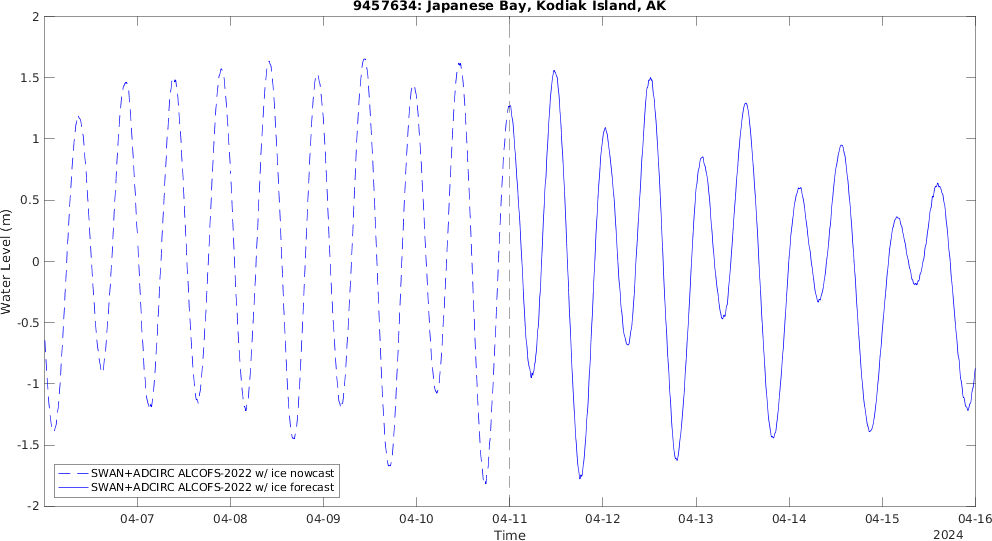 9457634: Japanese Bay, Kodiak Island, AK
2
1.5
1
0.5
0
-0.5
-1
-1.5
-2
Water Level (m)
SWAN+ADCIRC ALCOFS-2022 w/ ice nowcast
SWAN+ADCIRC ALCOFS-2022 w/ ice forecast
04-07 04-08 04-09 04-10 04-11 04-12 04-13 04-14 04-15 04-16
Time
2024